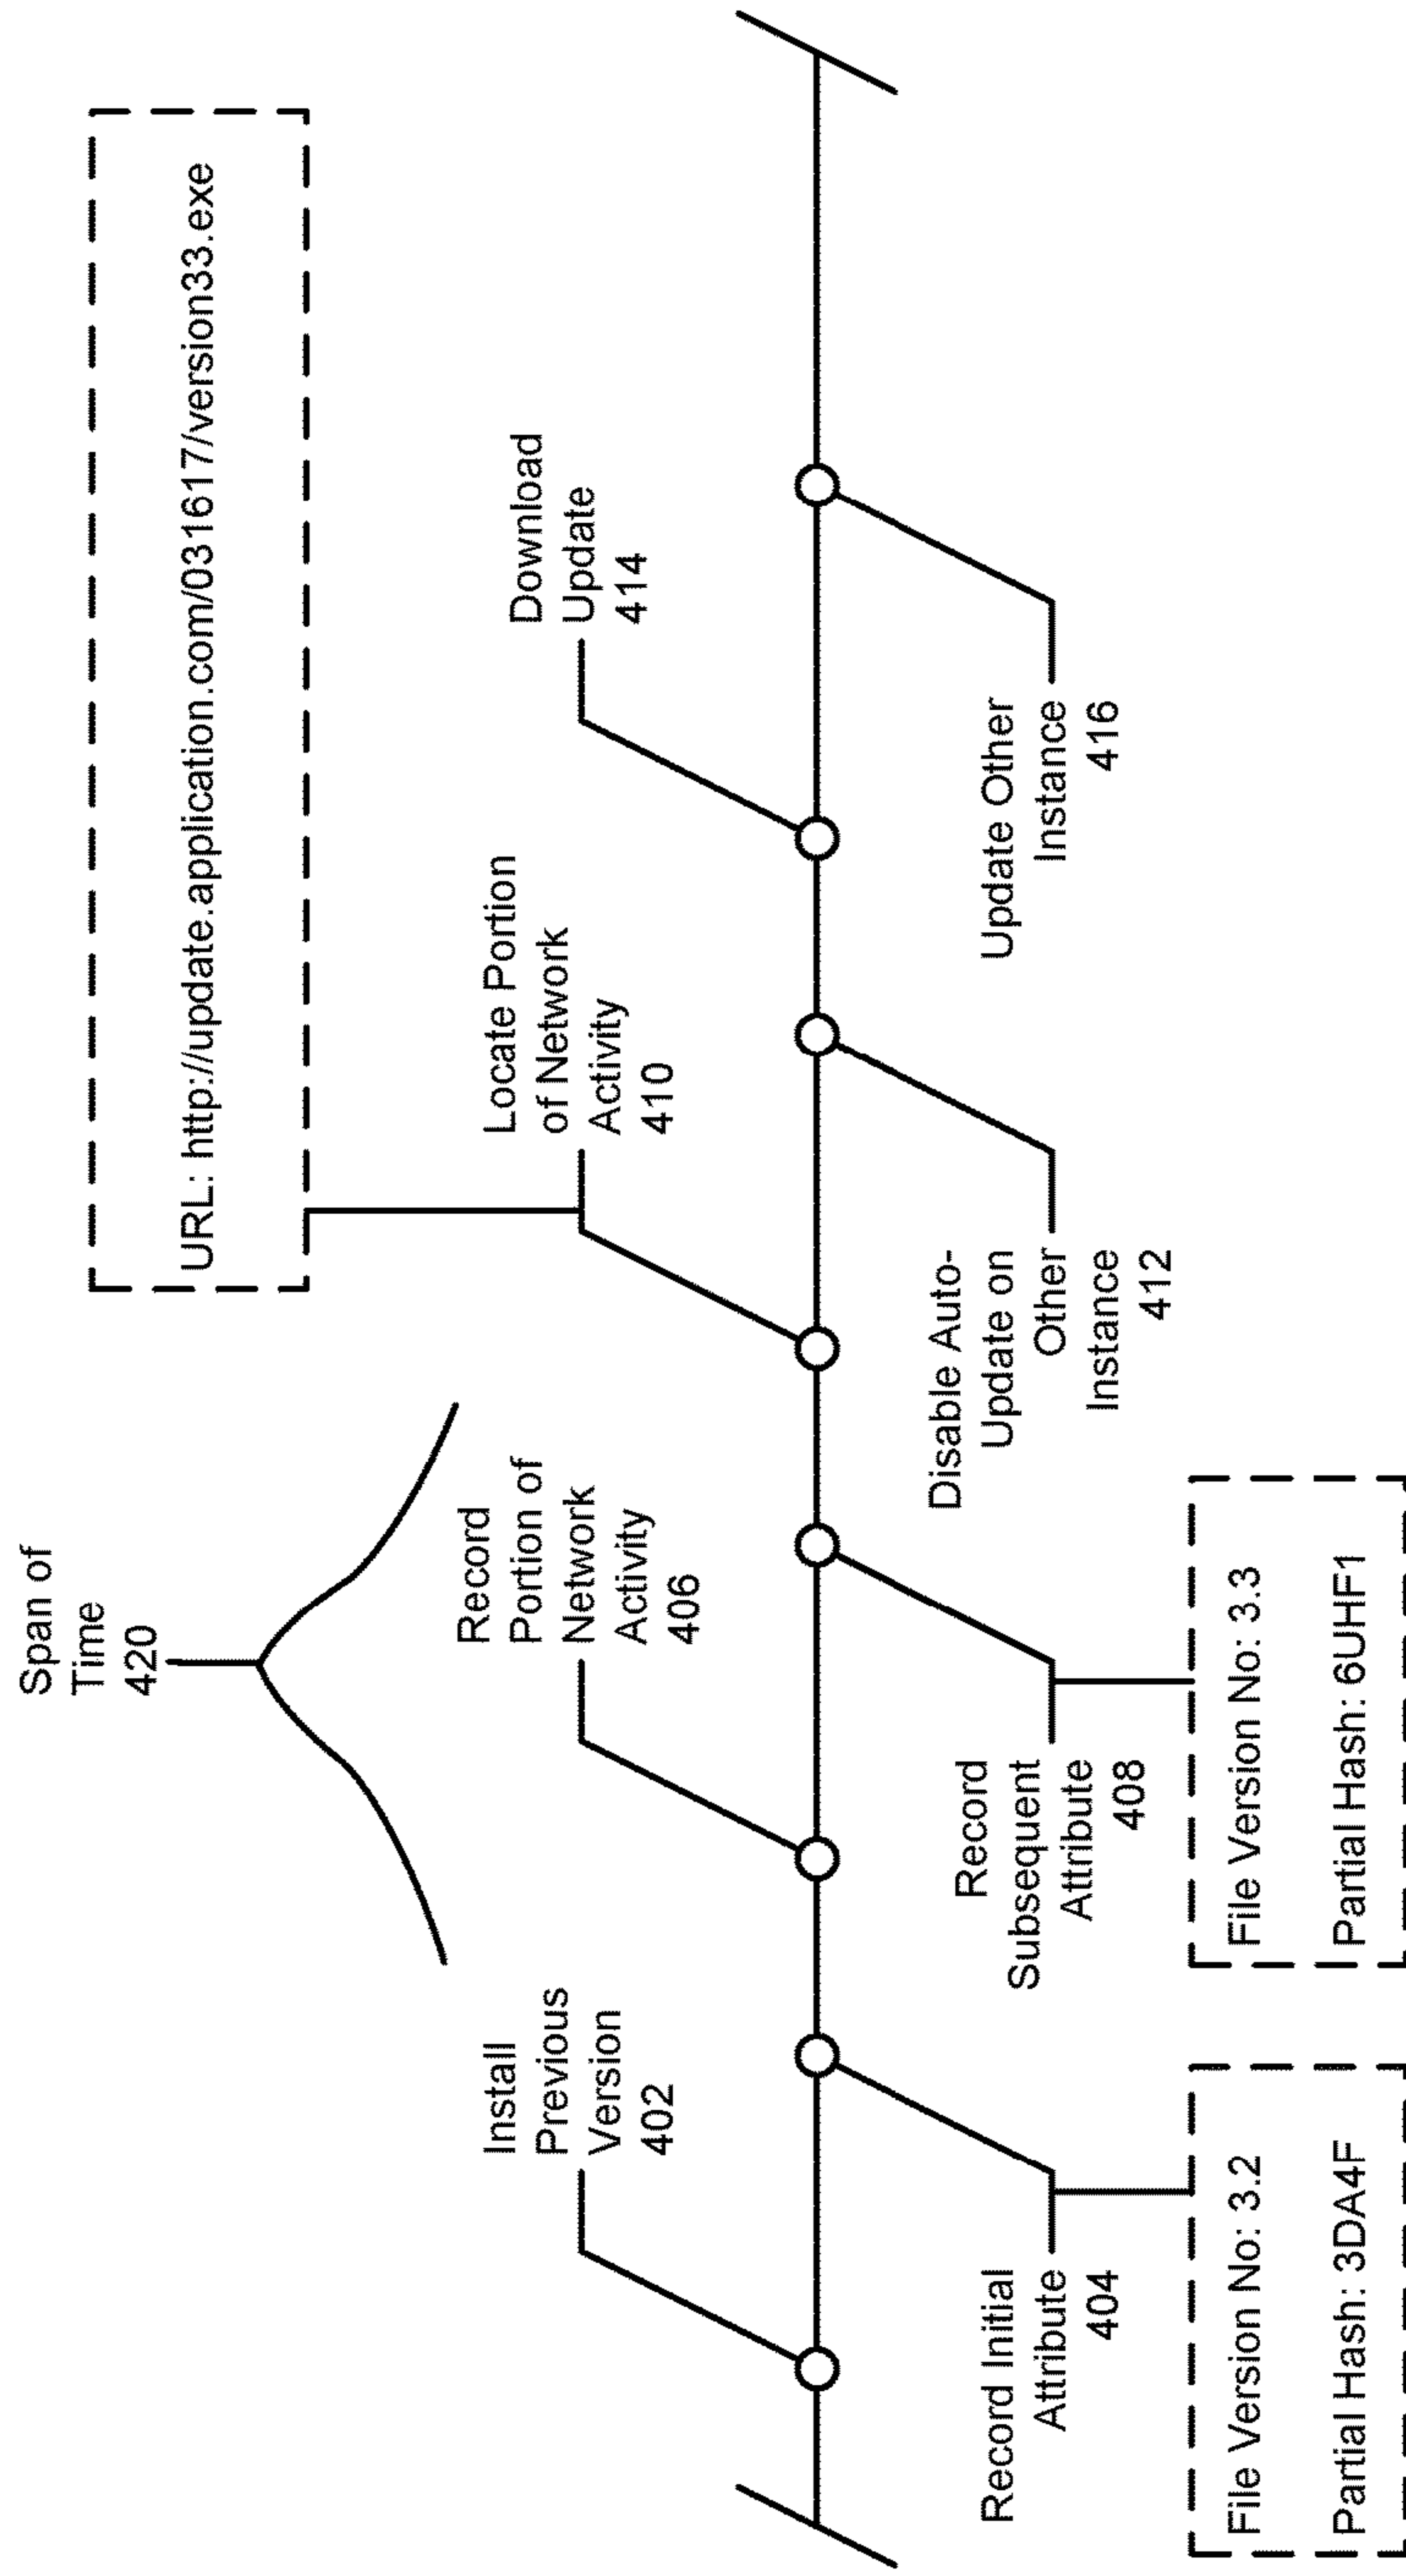 Span of
Time
420
URL: http://update.application.com/031617/version33.exe
Install
Previous
Version
402
Record
Portion of
Network
Activity
406
Locate Portion
of Network
Activity
410
Download
Update
414
Record Initial
Attribute
404
Record
Subsequent
Attribute
408
Disable Auto-
Update on
Other
Instance
412
Update Other
Instance
416
File Version No: 3.2
Partial Hash: 3DA4F
File Version No: 3.3
Partial Hash: 6UHF1